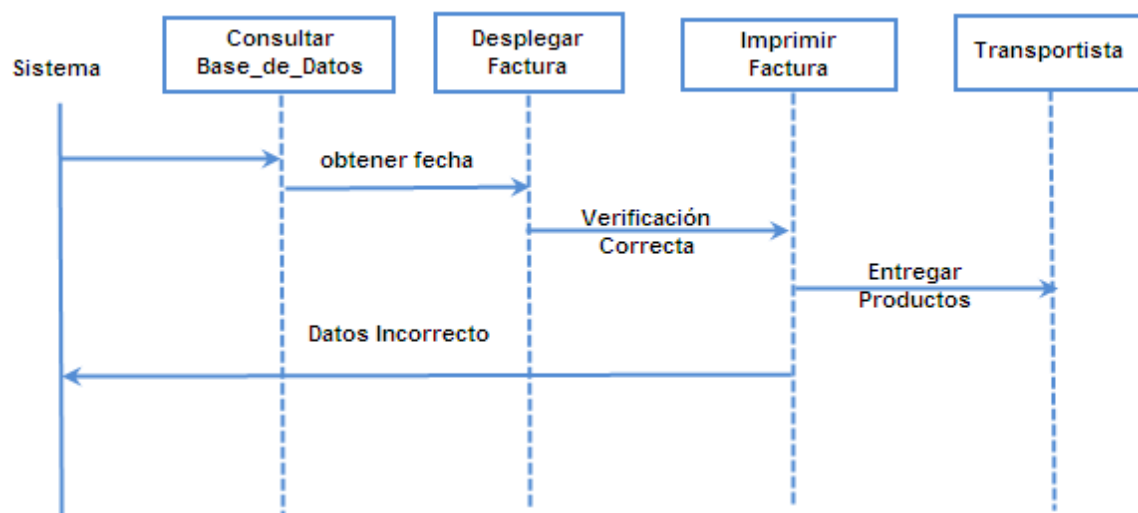 Sistema
Consultar
Base_de_Datos
Desplegar
Factura
Imprimir
Factura
Transportista
obtener fecha
Verificación
Correcta
Entregar
Productos
Datos Incorrecto